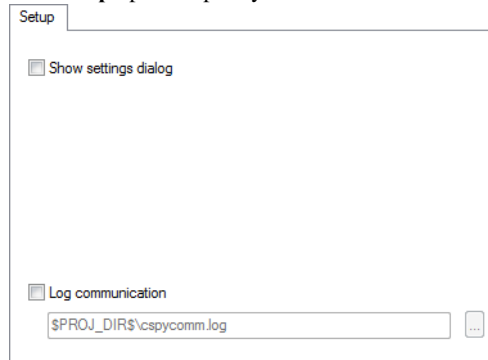 Setup
Show settings dialog
Log communication
$PROJ_DIR$\cspycomm.log
...